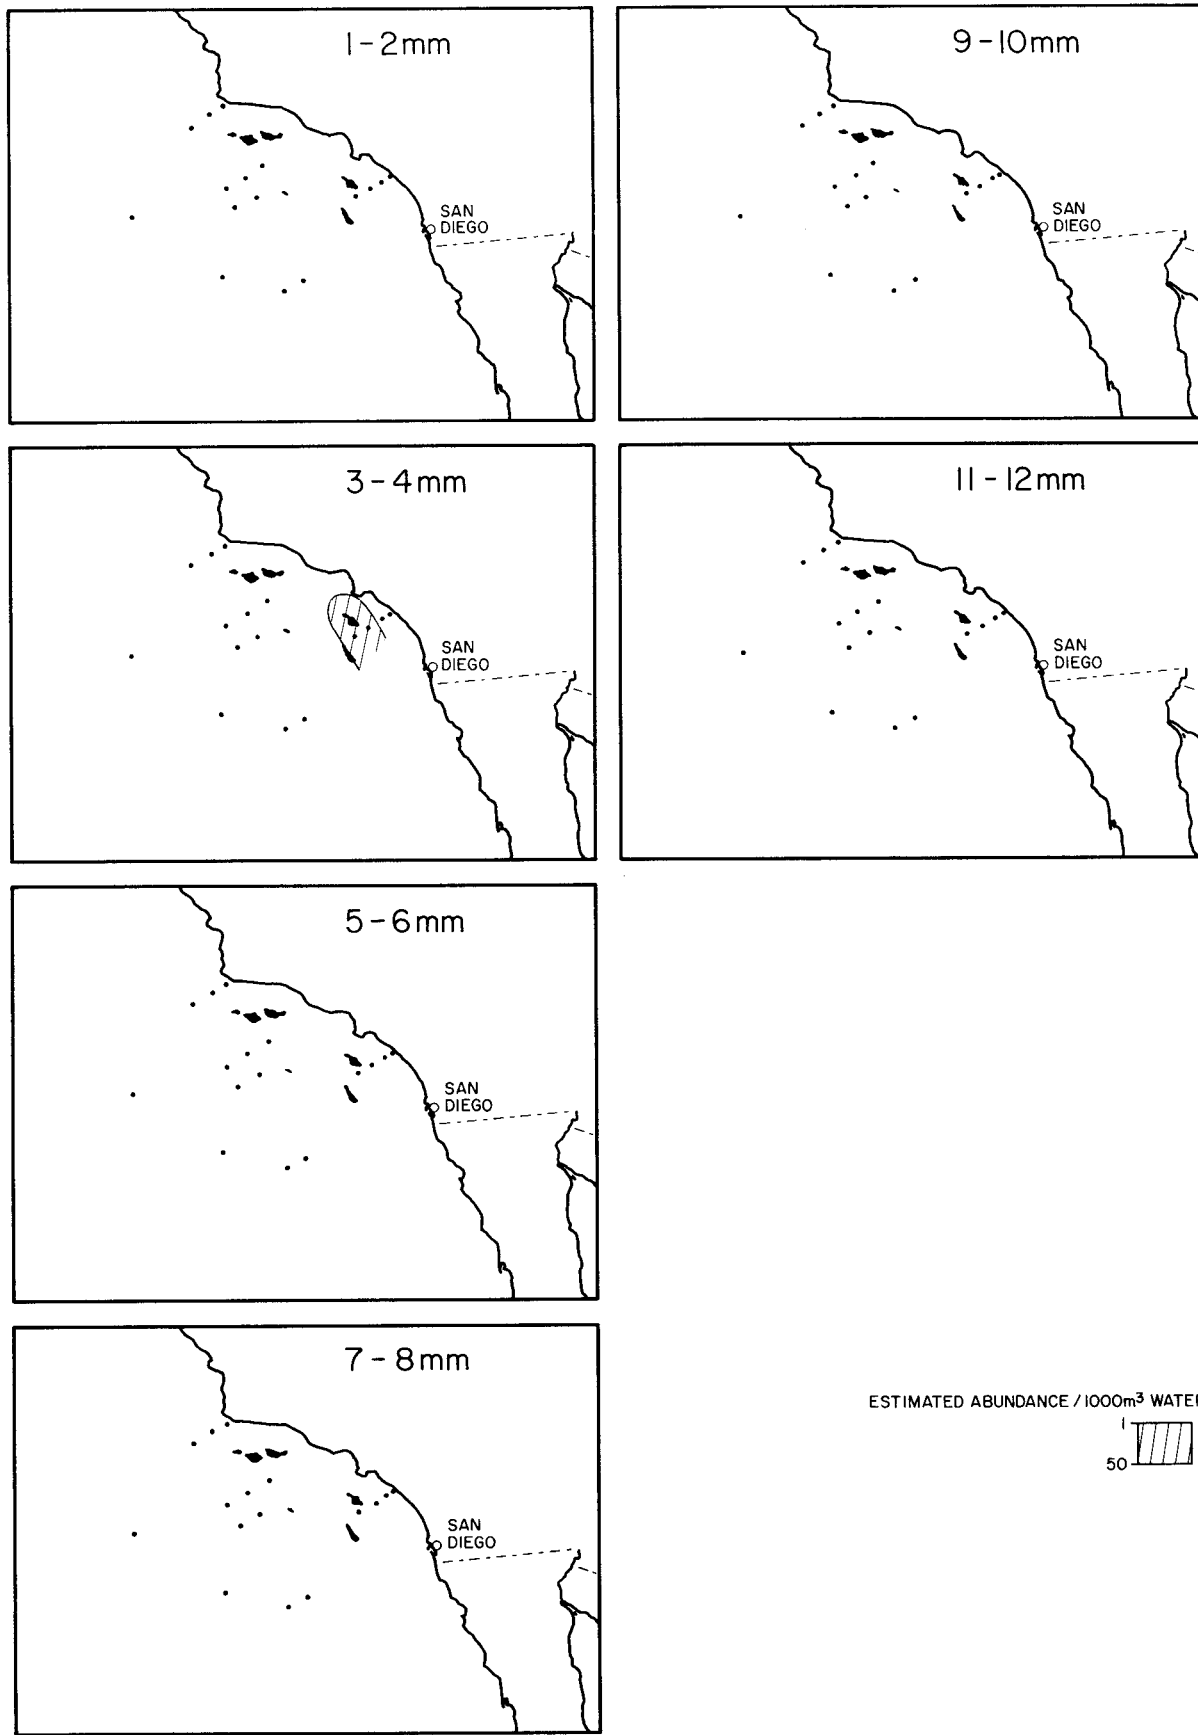 1-2mm
SAN
DIEGO
9-10mm
SAN
DIEGO
3-4mm
SAN
DIEGO
11-12mm
SAN
DIEGO
5-6mm
SAN
DIEGO
7-8mm
SAN
DIEGO
ESTIMATED ABUNDANCE/1000m³ WATER
1
50